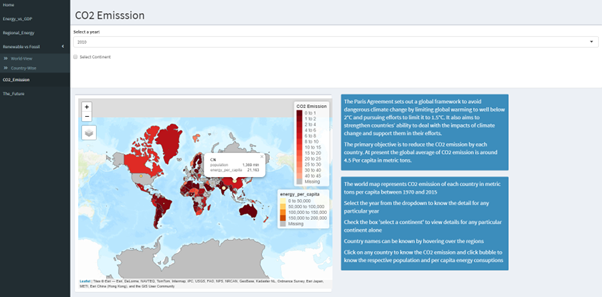 Home
Energy_vs_GDP
Regional_Energy
Renewable vs Fossil
World View
Country-Wise
CO2_Emission
The_Future
CO2 Emisssion
Select a year:
2015
Select Continent
+
−
CN
population
energy_per_capita
CO2 Emission
0 to 1
1 to 2
2 to 4
4 to 6
6 to 8
8 to 10
10 to 15
15 to 16
16 to 20
20 to 25
25 to 30
30 to 40
40 to 45
Missing
energy_per_capita
0 to 50,000
50,000 to 100,000
100,000 to 150,000
150,000 to 200,000
Missing
The Paris Agreement sets out a global framework to avoid
dangerous climate change by limiting global warming to well below
2°C and pursuing efforts to limit it to 1.5°C. It also aims to
strengthen countries' ability to deal with the impacts of climate
change and support them in their efforts.
The primary objective is to reduce the CO2 emission by each
country. At present the global average of CO2 emission is around
4.5 Per capita in metric tons.
The world map represents CO2 emission of each country in metric
tons per capita between 1970 and 2015
Select the year from the dropdown to know the detail for any
particular year
Check the box 'select a continent' to view details for any particular
continent alone
Country names can be known by hovering over the regions
Click on any country to know the CO2 emission and click bubble to
know the respective population and per capita energy consuptions
Leaflet | Tiles © Esri — Esri, DeLorme, NAVTEQ, TomTom, Intermap, iPC, USGS, FAO, NPS, NRCAN, GeoBase, Kadaster NL, Ordnance Survey, Esri Japan,
METI, Esri China (Hong Kong), and the GIS User Community